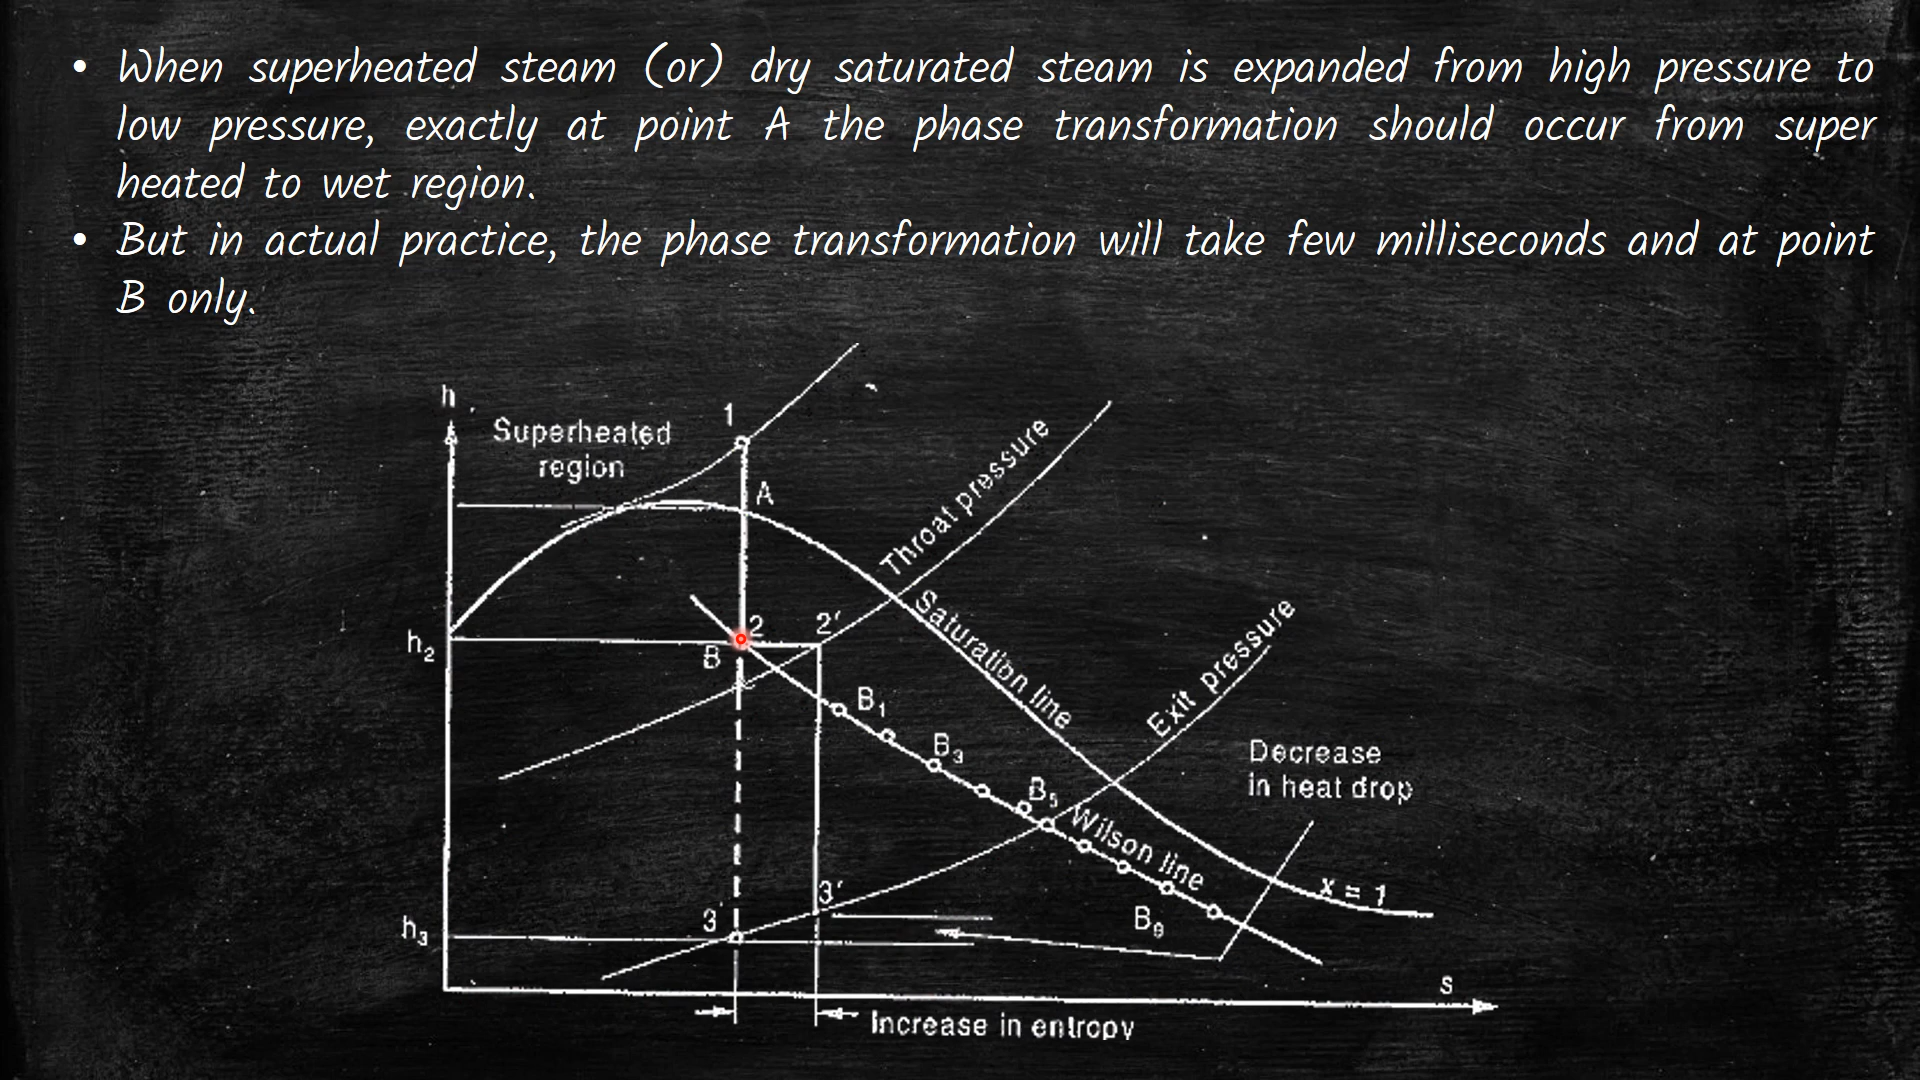 • When superheated steam (or) dry saturated steam is expanded from high pressure to
low pressure, exactly at point A the phase transformation should occur from super
heated to wet region.
• But in actual practice, the phase transformation will take few milliseconds and at point
B only.
h
Superheated
region
1
A
Throat pressure
h2
2
2′
B
Saturation line
Exit pressure
B1
B3
B5
Wilson line
Decrease
in heat drop
x = 1
3′
3
h3
B9
s
Increase in entropy